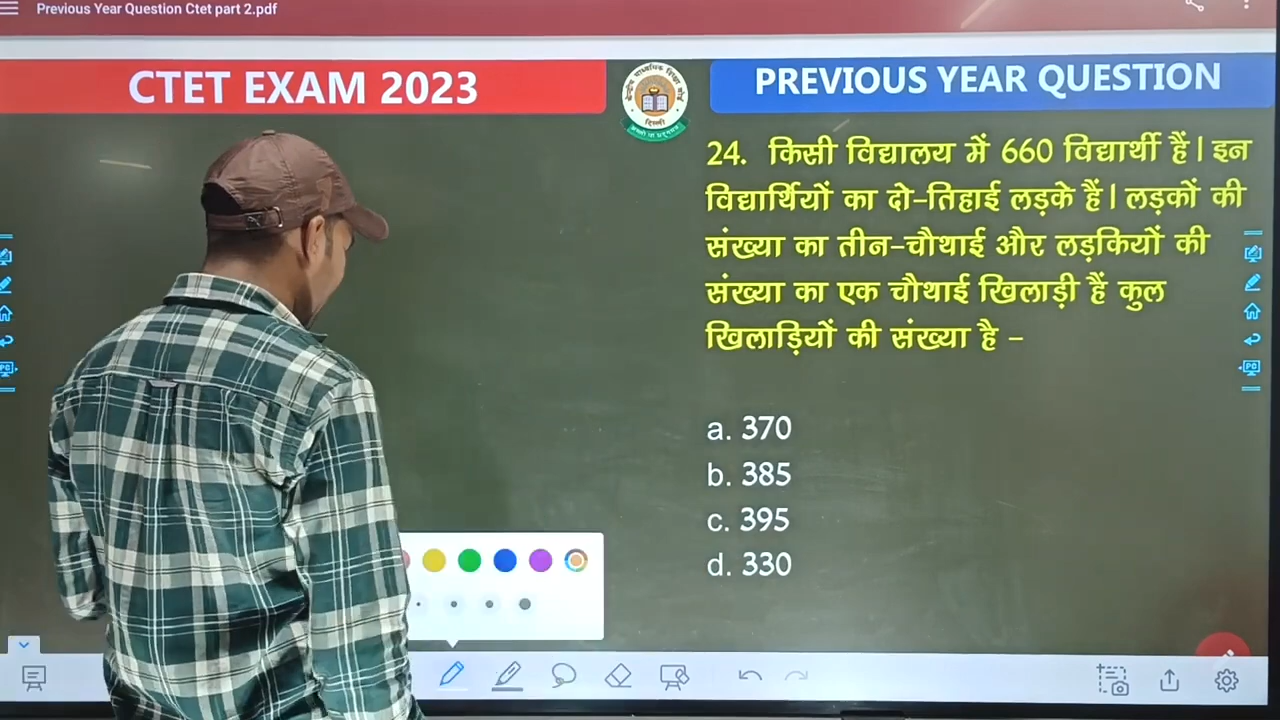 Previous Year Question Ctet part 2.pdf
CTET EXAM 2023
PREVIOUS YEAR QUESTION
24. किसी विद्यालय में 660 विद्यार्थी हैं। इन
विद्यार्थियों का दो-तिहाई लड़के हैं। लड़कों की
संख्या का तीन-चौथाई और लड़कियों की
संख्या का एक चौथाई खिलाड़ी हैं कुल
खिलाड़ियों की संख्या है -
a. 370
b. 385
c. 395
d. 330